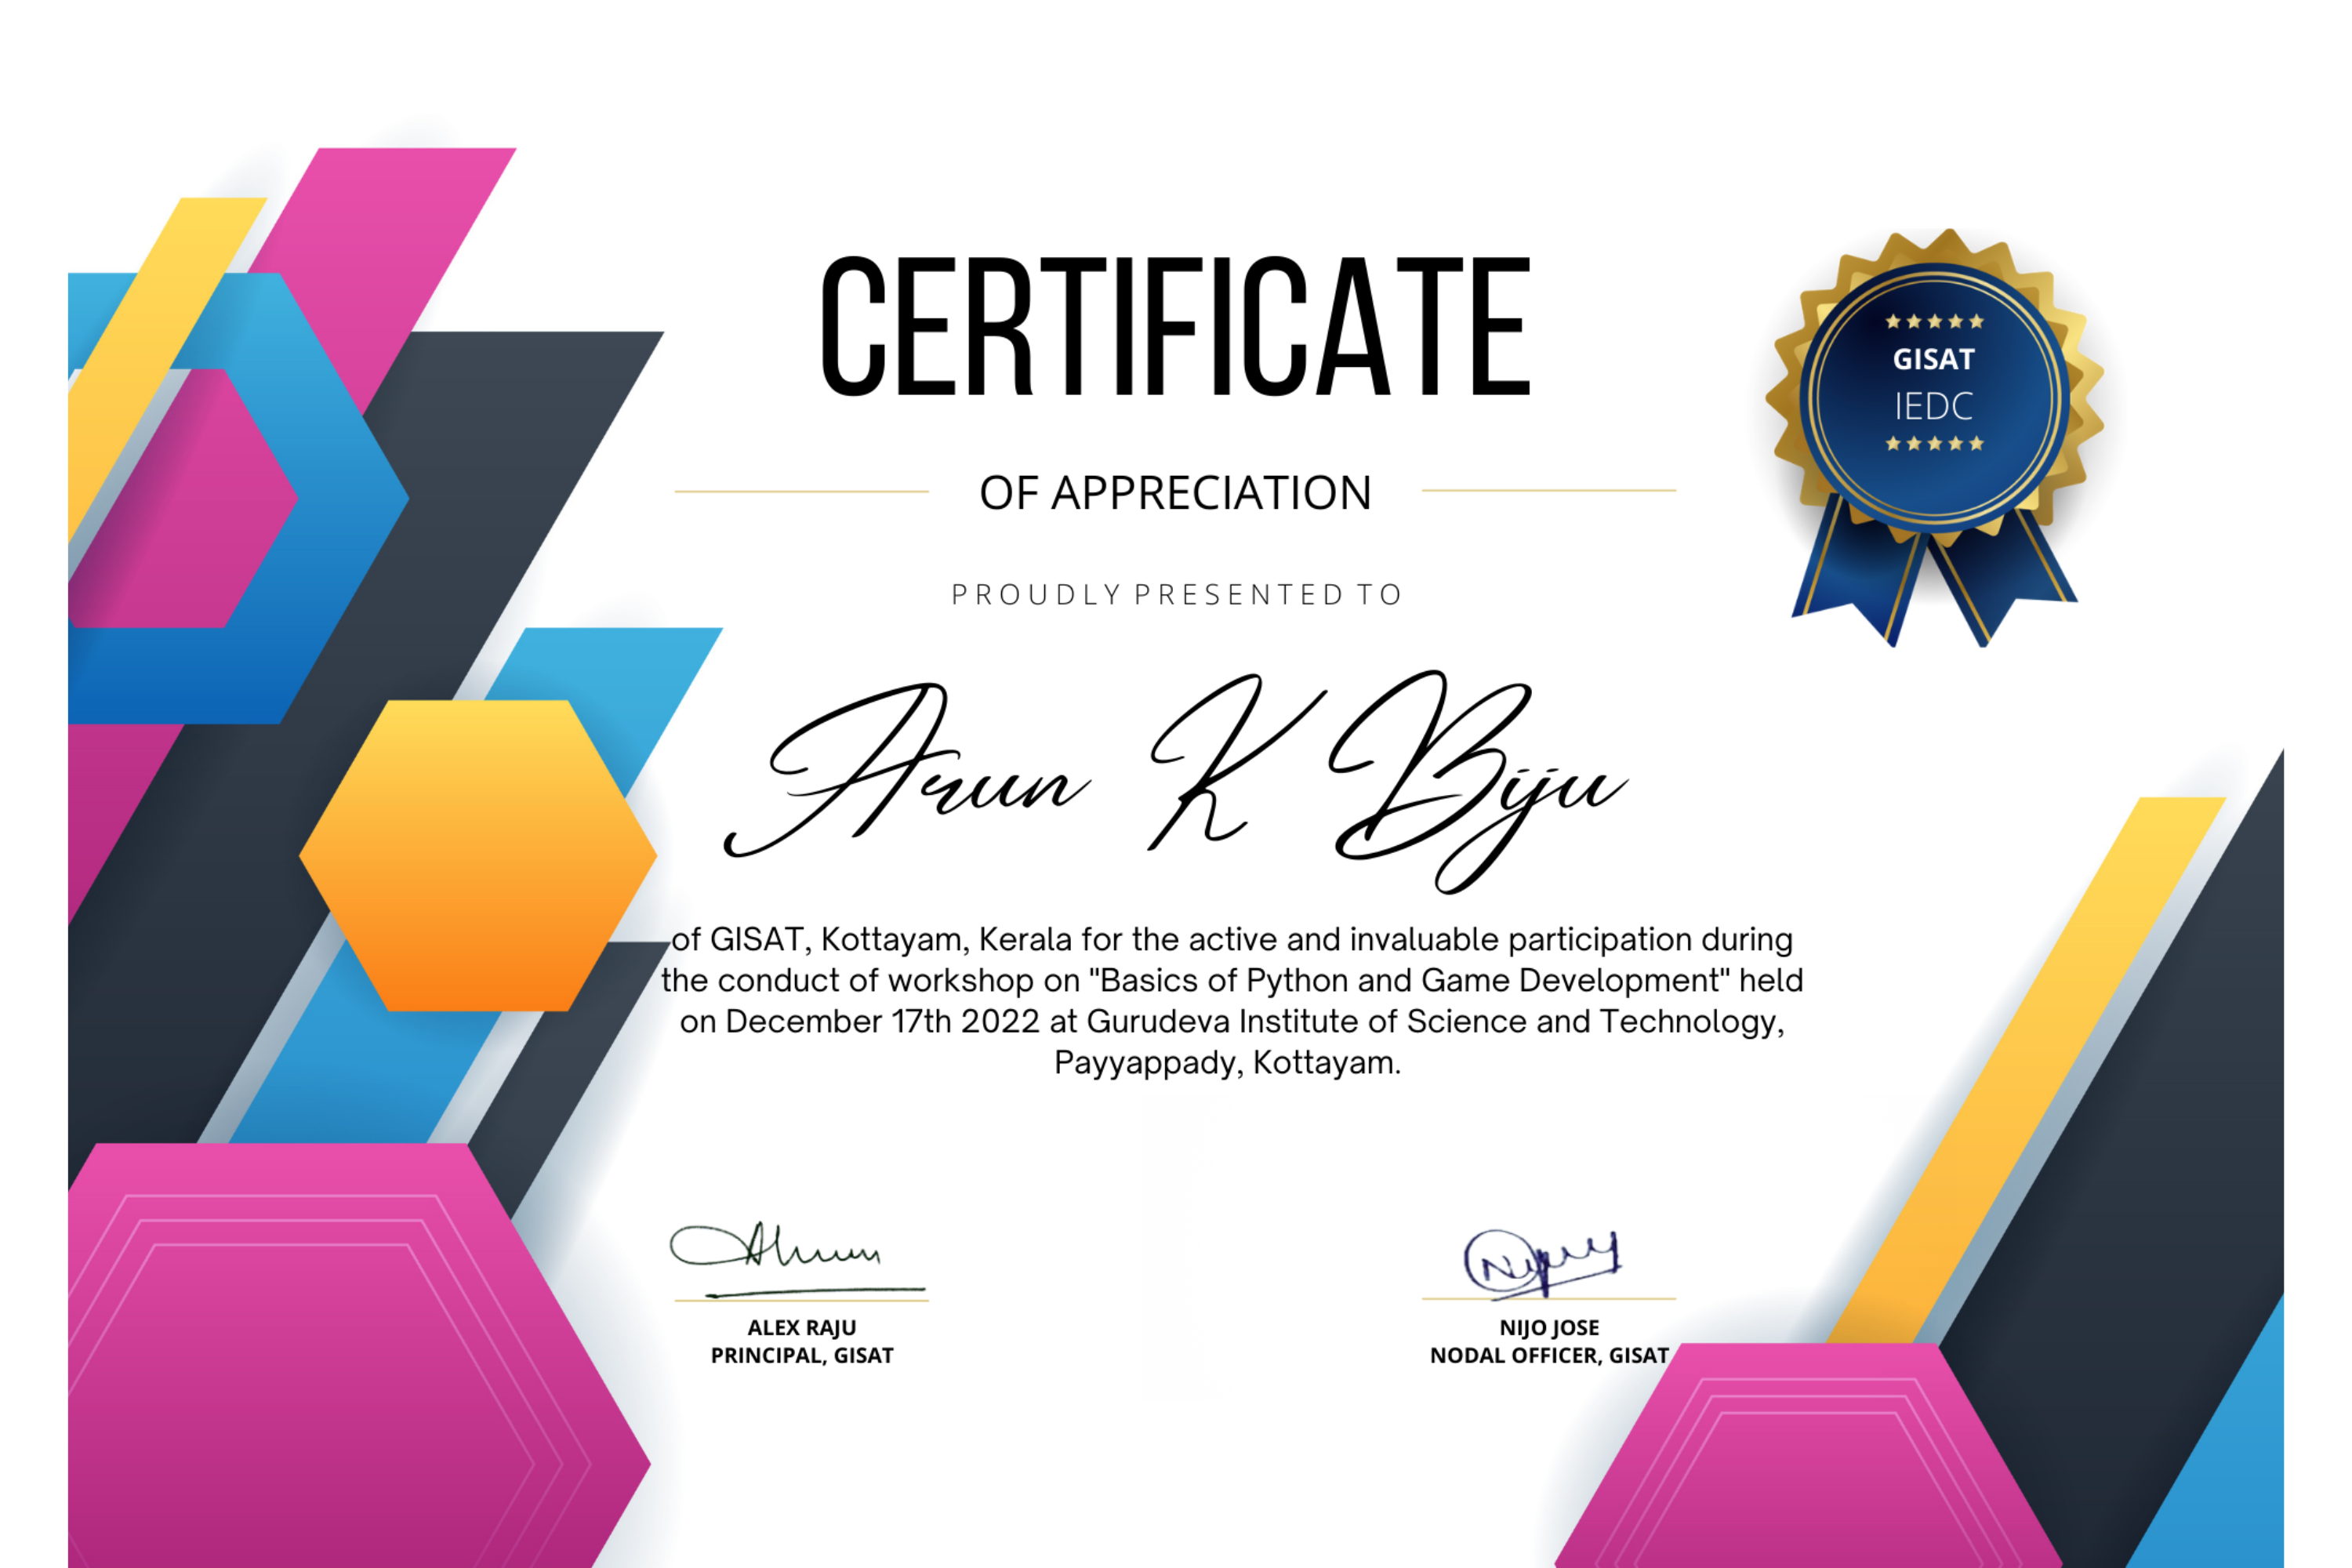 CERTIFICATE
GISAT
IEDC
OF APPRECIATION
PROUDLY PRESENTED TO
Arun K Biju
of GISAT, Kottayam, Kerala for the active and invaluable participation during
the conduct of workshop on "Basics of Python and Game Development" held
on December 17th 2022 at Gurudeva Institute of Science and Technology,
Payyappady, Kottayam.
ALEX RAJU
PRINCIPAL, GISAT
NIJO JOSE
NODAL OFFICER, GISAT